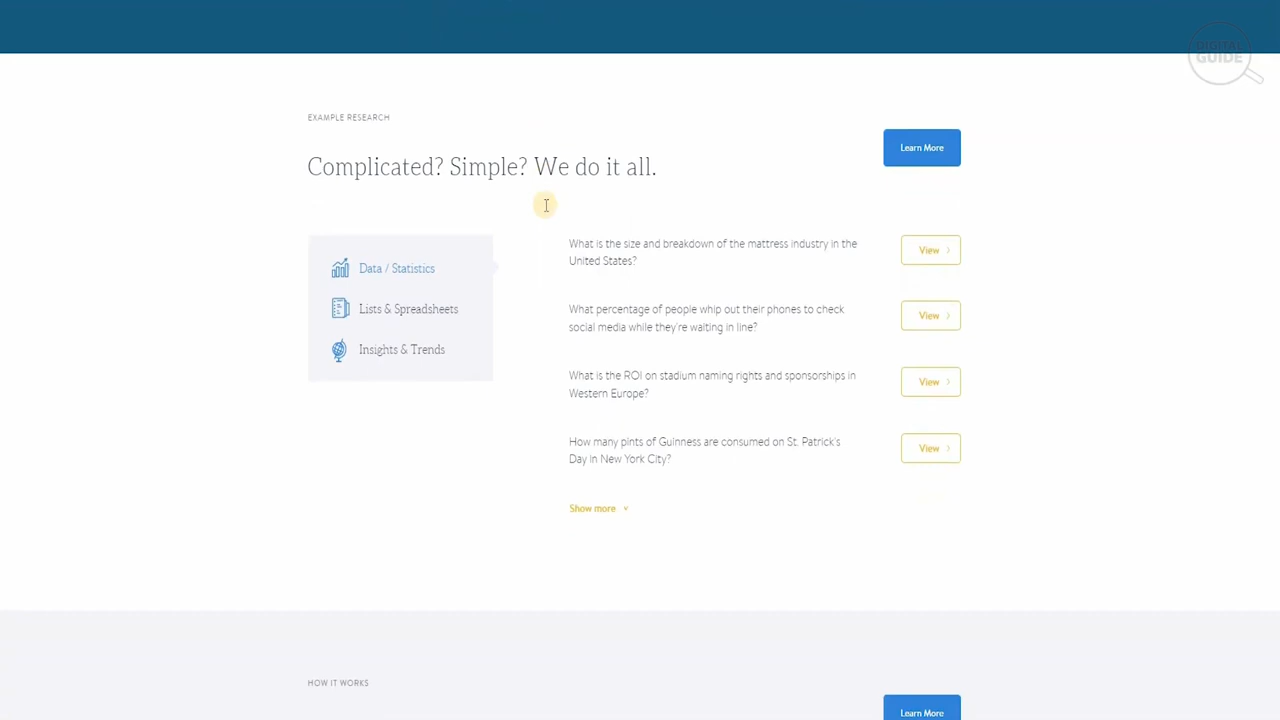 DIGITAL
GUIDE
EXAMPLE RESEARCH
Learn More
Complicated? Simple? We do it all.
What is the size and breakdown of the mattress industry in the
United States?
View
Data / Statistics
Lists & Spreadsheets
Insights & Trends
What percentage of people whip out their phones to check
social media while they're waiting in line?
View
What is the ROI on stadium naming rights and sponsorships in
Western Europe?
View
How many pints of Guinness are consumed on St. Patrick's
Day in New York City?
View
Show more
HOW IT WORKS
Learn More